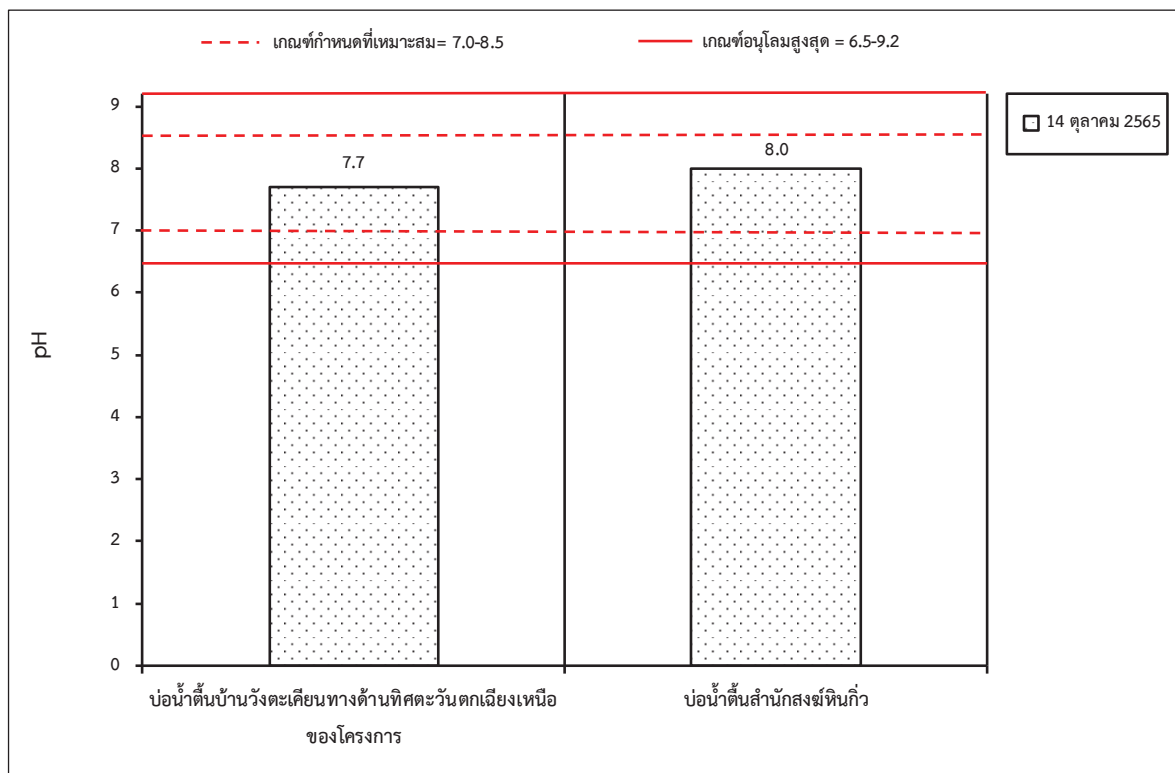 เกณฑ์กำหนดที่เหมาะสม= 7.0-8.5
เกณฑ์อนุโลมสูงสุด = 6.5-9.2
9
8
7
6
5
4
3
2
1
0
pH
7.7
8.0
14 ตุลาคม 2565
บ่อน้ำตื้นบ้านวังตะเคียนทางด้านทิศตะวันตกเฉียงเหนือ
ของโครงการ
บ่อน้ำตื้นสำนักสงฆ์หินกิ่ว